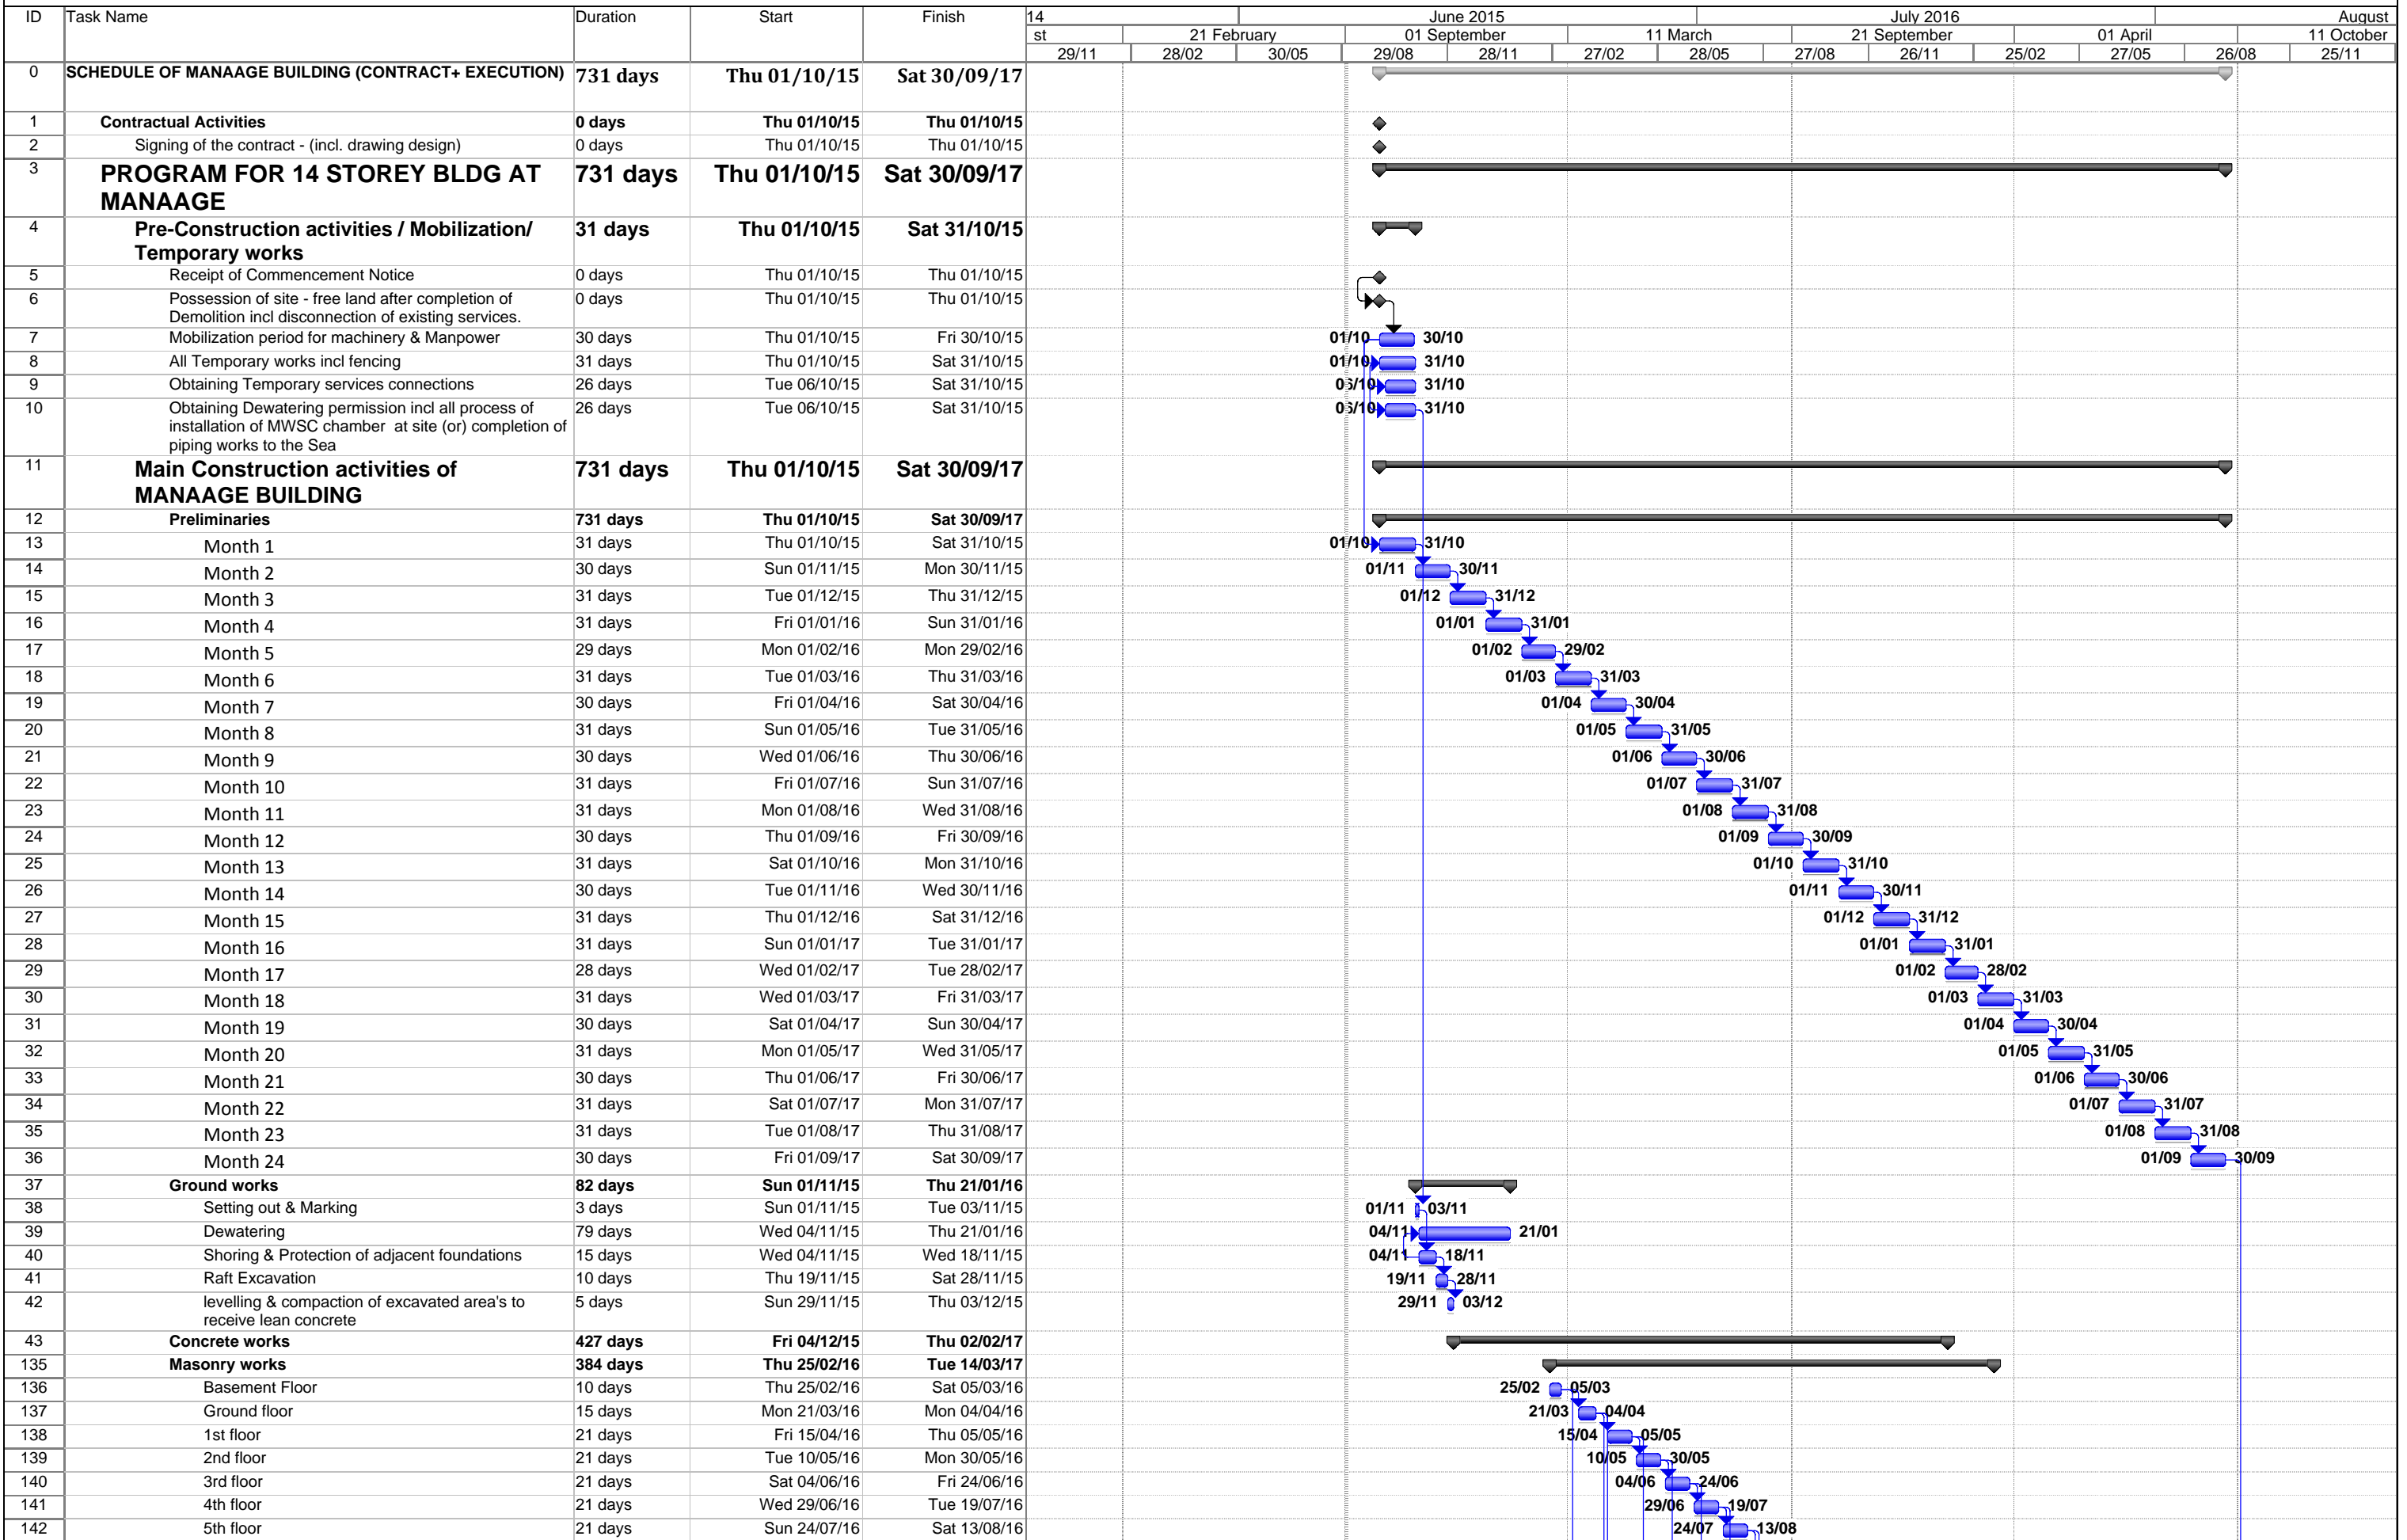 ID Task Name Duration Start Finish 14 June 2015 July 2016 August
st 21 February 01 September 11 March 21 September 01 April 11 October
29/11 28/02 30/05 29/08 28/11 27/02 28/05 27/08 26/11 25/02 27/05 26/08 25/11
0 SCHEDULE OF MANAAGE BUILDING (CONTRACT+ EXECUTION) 731 days Thu 01/10/15 Sat 30/09/17
1 Contractual Activities 0 days Thu 01/10/15 Thu 01/10/15
2 Signing of the contract - (incl. drawing design) 0 days Thu 01/10/15 Thu 01/10/15
3 PROGRAM FOR 14 STOREY BLDG AT 731 days Thu 01/10/15 Sat 30/09/17
MANAAGE
4 Pre-Construction activities / Mobilization/ 31 days Thu 01/10/15 Sat 31/10/15
Temporary works
5 Receipt of Commencement Notice 0 days Thu 01/10/15 Thu 01/10/15
6 Possession of site - free land after completion of 0 days Thu 01/10/15 Thu 01/10/15
Demolition incl disconnection of existing services.
7 Mobilization period for machinery & Manpower 30 days Thu 01/10/15 Fri 30/10/15 01/10 30/10
8 All Temporary works incl fencing 31 days Thu 01/10/15 Sat 31/10/15 01/10 31/10
9 Obtaining Temporary services connections 26 days Tue 06/10/15 Sat 31/10/15 06/10 31/10
10 Obtaining Dewatering permission incl all process of 26 days Tue 06/10/15 Sat 31/10/15 06/10 31/10
installation of MWSC chamber at site (or) completion of
piping works to the Sea
11 Main Construction activities of 731 days Thu 01/10/15 Sat 30/09/17
MANAAGE BUILDING
12 Preliminaries 731 days Thu 01/10/15 Sat 30/09/17
13 Month 1 31 days Thu 01/10/15 Sat 31/10/15 01/10 31/10
14 Month 2 30 days Sun 01/11/15 Mon 30/11/15 01/11 30/11
15 Month 3 31 days Tue 01/12/15 Thu 31/12/15 01/12 31/12
16 Month 4 31 days Fri 01/01/16 Sun 31/01/16 01/01 31/01
17 Month 5 29 days Mon 01/02/16 Mon 29/02/16 01/02 29/02
18 Month 6 31 days Tue 01/03/16 Thu 31/03/16 01/03 31/03
19 Month 7 30 days Fri 01/04/16 Sat 30/04/16 01/04 30/04
20 Month 8 31 days Sun 01/05/16 Tue 31/05/16 01/05 31/05
21 Month 9 30 days Wed 01/06/16 Thu 30/06/16 01/06 30/06
22 Month 10 31 days Fri 01/07/16 Sun 31/07/16 01/07 31/07
23 Month 11 31 days Mon 01/08/16 Wed 31/08/16 01/08 31/08
24 Month 12 30 days Thu 01/09/16 Fri 30/09/16 01/09 30/09
25 Month 13 31 days Sat 01/10/16 Mon 31/10/16 01/10 31/10
26 Month 14 30 days Tue 01/11/16 Wed 30/11/16 01/11 30/11
27 Month 15 31 days Thu 01/12/16 Sat 31/12/16 01/12 31/12
28 Month 16 31 days Sun 01/01/17 Tue 31/01/17 01/01 31/01
29 Month 17 28 days Wed 01/02/17 Tue 28/02/17 01/02 28/02
30 Month 18 31 days Wed 01/03/17 Fri 31/03/17 01/03 31/03
31 Month 19 30 days Sat 01/04/17 Sun 30/04/17 01/04 30/04
32 Month 20 31 days Mon 01/05/17 Wed 31/05/17 01/05 31/05
33 Month 21 30 days Thu 01/06/17 Fri 30/06/17 01/06 30/06
34 Month 22 31 days Sat 01/07/17 Mon 31/07/17 01/07 31/07
35 Month 23 31 days Tue 01/08/17 Thu 31/08/17 01/08 31/08
36 Month 24 30 days Fri 01/09/17 Sat 30/09/17 01/09 30/09
37 Ground works 82 days Sun 01/11/15 Thu 21/01/16
38 Setting out & Marking 3 days Sun 01/11/15 Tue 03/11/15 01/11 03/11
39 Dewatering 79 days Wed 04/11/15 Thu 21/01/16 04/11 21/01
40 Shoring & Protection of adjacent foundations 15 days Wed 04/11/15 Wed 18/11/15 04/11 18/11
41 Raft Excavation 10 days Thu 19/11/15 Sat 28/11/15 19/11 28/11
42 levelling & compaction of excavated area's to 5 days Sun 29/11/15 Thu 03/12/15 29/11 03/12
receive lean concrete
43 Concrete works 427 days Fri 04/12/15 Thu 02/02/17
135 Masonry works 384 days Thu 25/02/16 Tue 14/03/17
136 Basement Floor 10 days Thu 25/02/16 Sat 05/03/16 25/02 05/03
137 Ground floor 15 days Mon 21/03/16 Mon 04/04/16 21/03 04/04
138 1st floor 21 days Fri 15/04/16 Thu 05/05/16 15/04 05/05
139 2nd floor 21 days Tue 10/05/16 Mon 30/05/16 10/05 30/05
140 3rd floor 21 days Sat 04/06/16 Fri 24/06/16 04/06 24/06
141 4th floor 21 days Wed 29/06/16 Tue 19/07/16 29/06 19/07
142 5th floor 21 days Sun 24/07/16 Sat 13/08/16 24/07 13/08